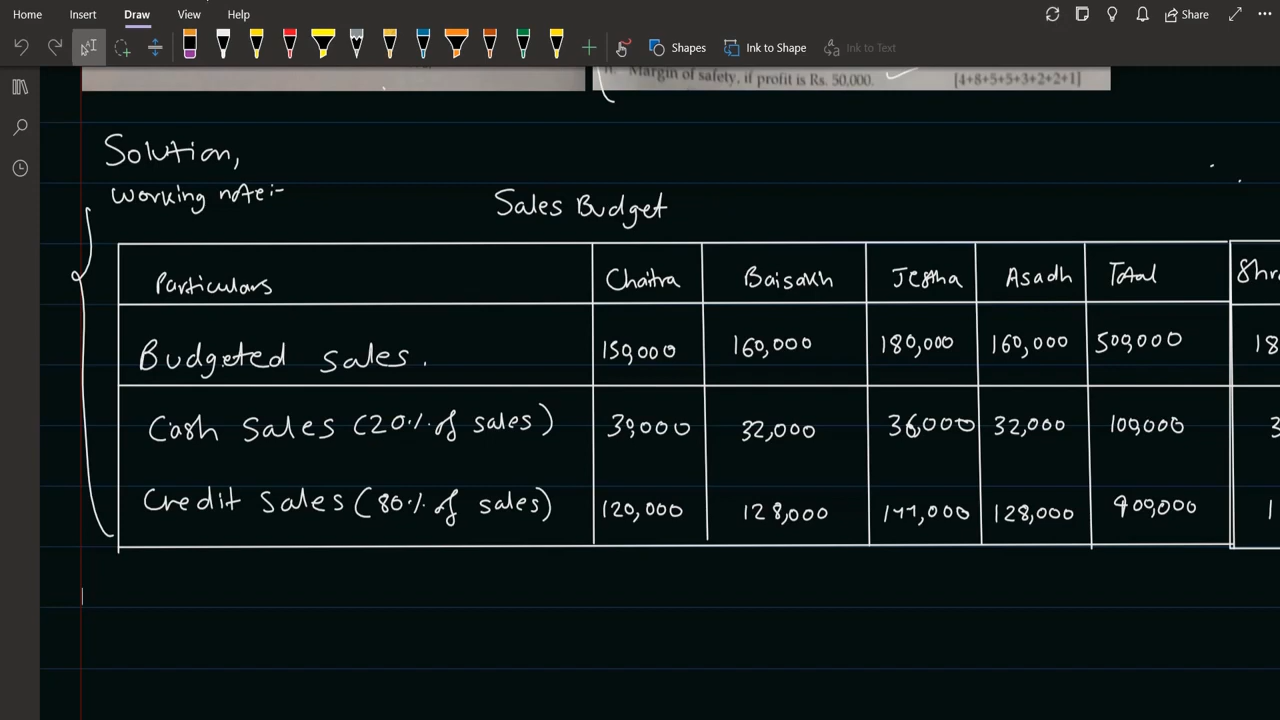 Home Insert Draw View Help
Share
Shapes Ink to Shape Ink to Text
Margin of safety, if profit is Rs. 50,000. [4+8+5+5+3+2+2+1]
Solution,
Working note:-
Sales Budget
Particulars Chaitra Baisakh Jestha Asadh Total Shra
Budgeted sales. 150,000 160,000 180,000 160,000 500,000 18
Cash Sales (20% of sales) 30,000 32,000 36,000 32,000 100,000 3
Credit Sales (80% of sales) 120,000 128,000 144,000 128,000 400,000 1